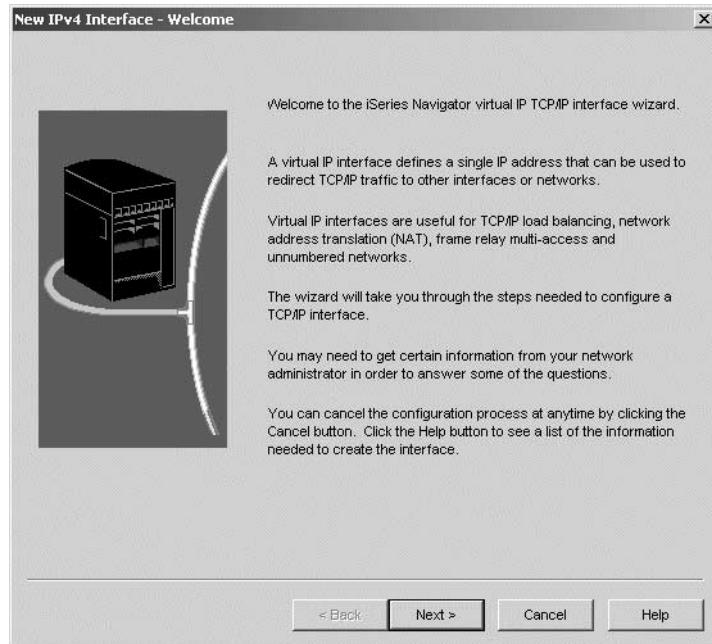 New IPv4 Interface - Welcome
Welcome to the iSeries Navigator virtual IP TCP/IP interface wizard.
A virtual IP interface defines a single IP address that can be used to
redirect TCP/IP traffic to other interfaces or networks.
Virtual IP interfaces are useful for TCP/IP load balancing, network
address translation (NAT), frame relay multi-access and
unnumbered networks.
The wizard will take you through the steps needed to configure a
TCP/IP interface.
You may need to get certain information from your network
administrator in order to answer some of the questions.
You can cancel the configuration process at anytime by clicking the
Cancel button.  Click the Help button to see a list of the information
needed to create the interface.
< Back Next > Cancel Help